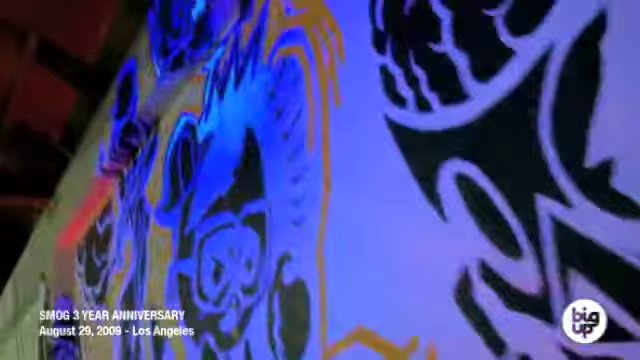 SMOG 3 YEAR ANNIVERSARY
August 29, 2009 - Los Angeles
big
up